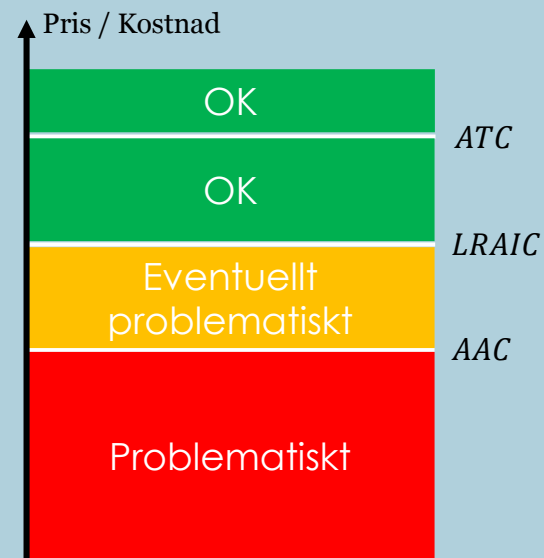 Pris / Kostnad
OK
ATC
OK
LRAIC
Eventuellt
problematiskt
AAC
Problematiskt